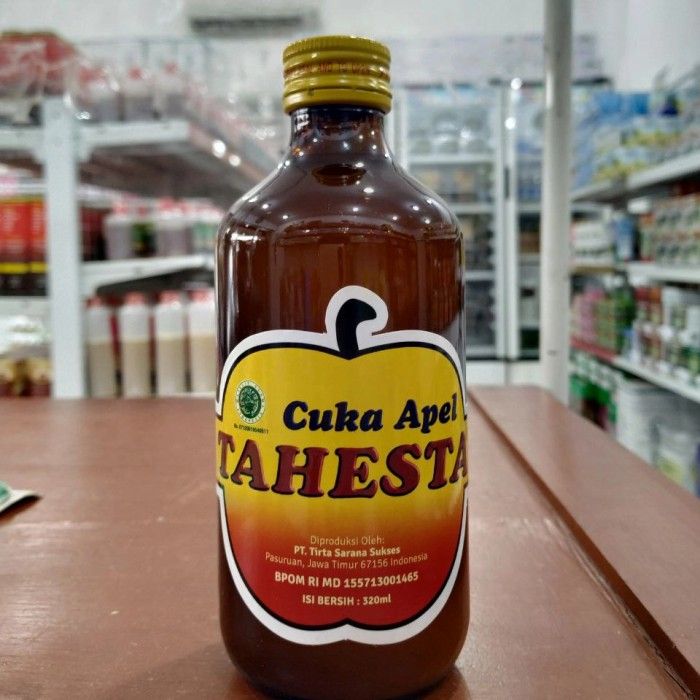 Cuka Apel
TAHESTA
Diproduksi Oleh:
PT. Tirta Sarana Sukses
Pasuruan, Jawa Timur 67156 Indonesia
BPOM RI MD 155713001465
ISI BERSIH : 320ml